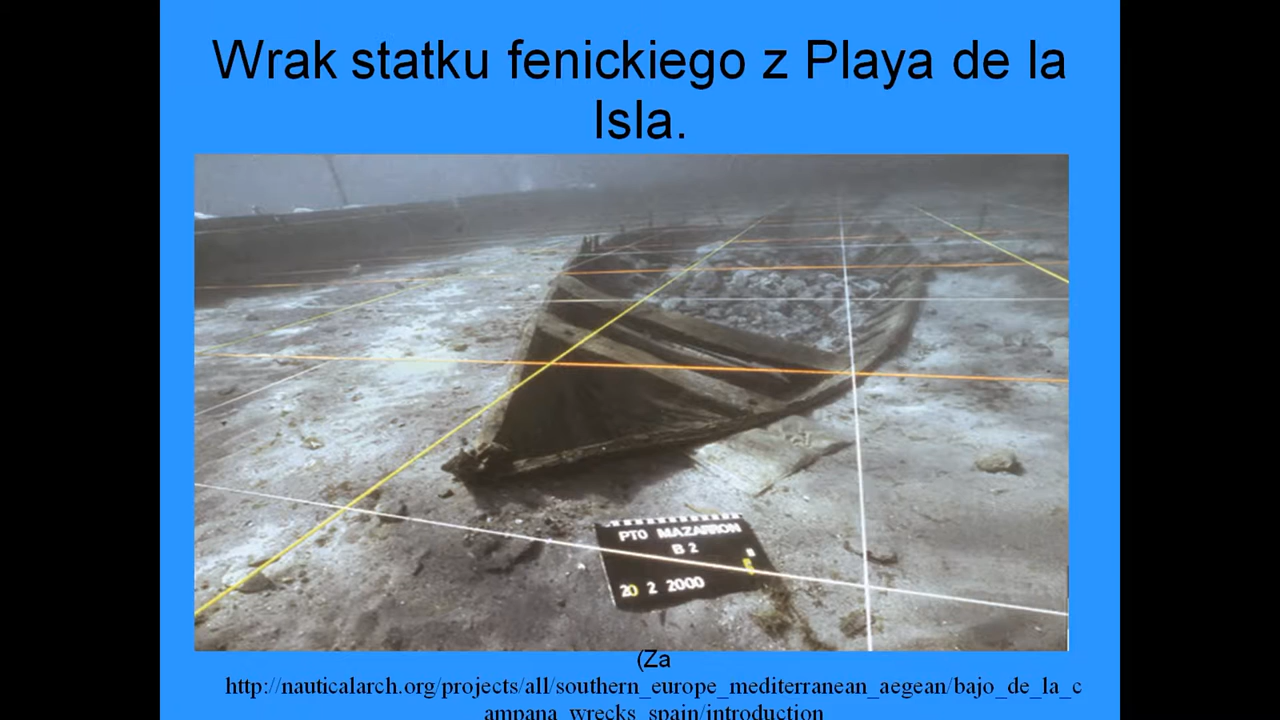 Wrak statku fenickiego z Playa de la
Isla.
PTO MAZARRON
B 2
20 2 2000
(Za
http://nauticalarch.org/projects/all/southern_europe_mediterranean_aegean/bajo_de_la_c
ampana_wrecks_spain/introduction